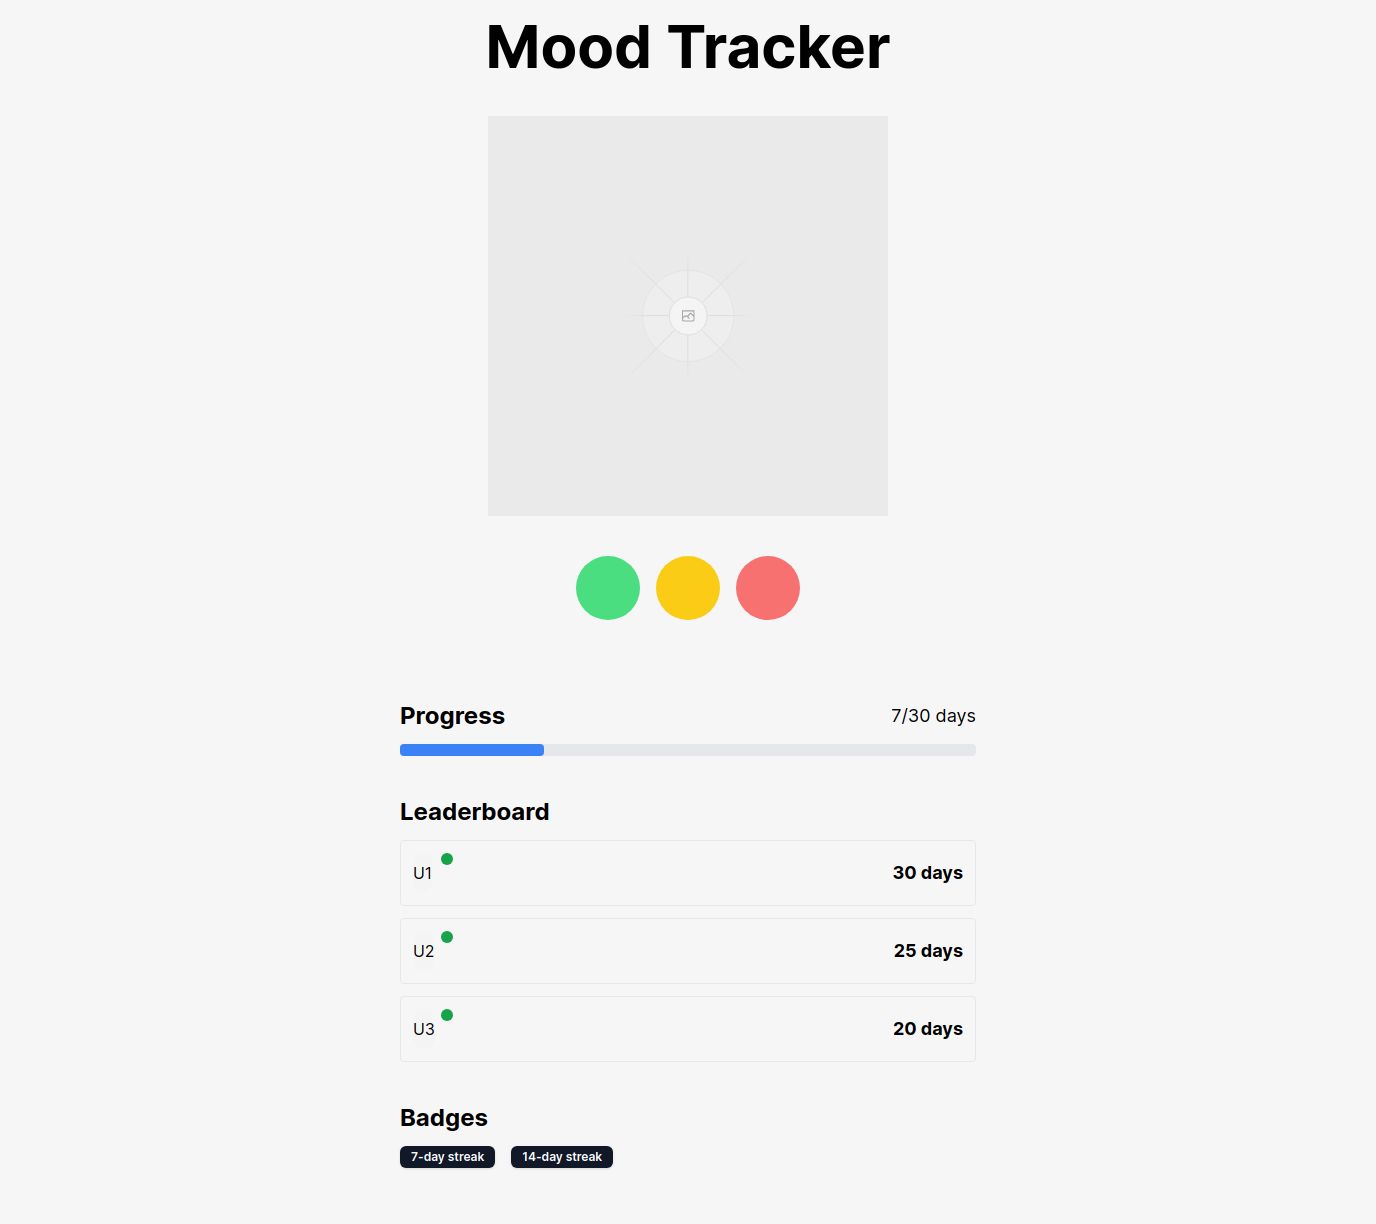 Mood Tracker
Progress
7/30 days
Leaderboard
U1
30 days
U2
25 days
U3
20 days
Badges
7-day streak
14-day streak